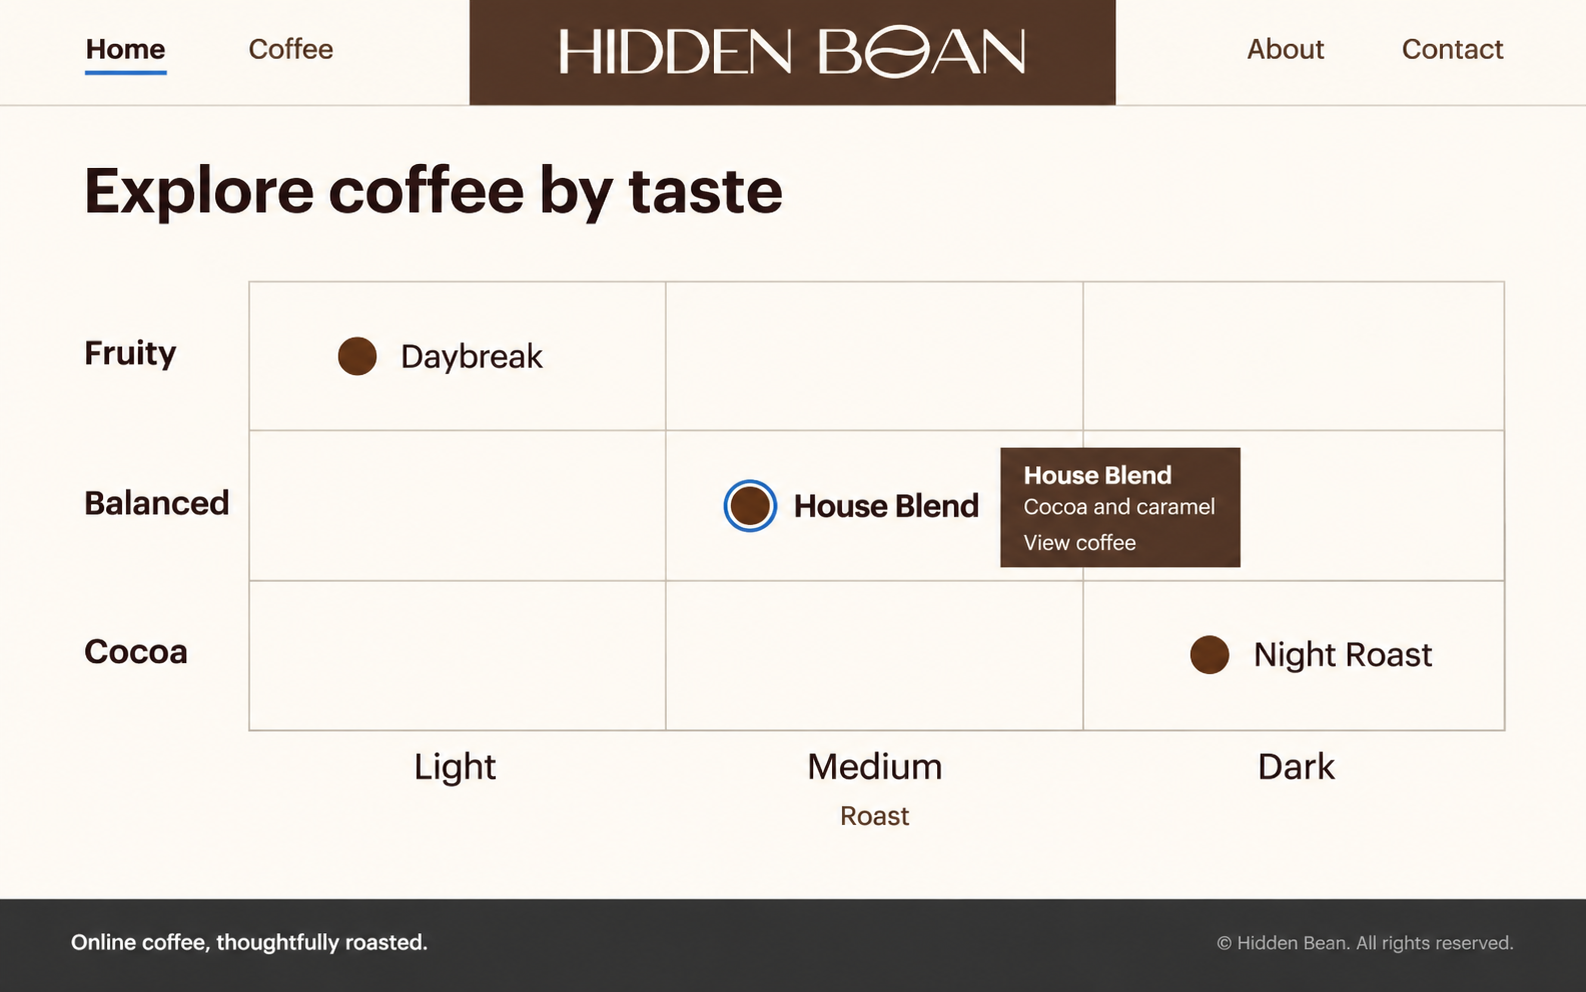 Home
Coffee
HIDDEN BEAN
About
Contact
Explore coffee by taste
Fruity
Daybreak
Balanced
House Blend
House Blend
Cocoa and caramel
View coffee
Cocoa
Night Roast
Light
Medium
Dark
Roast
Online coffee, thoughtfully roasted.
© Hidden Bean. All rights reserved.